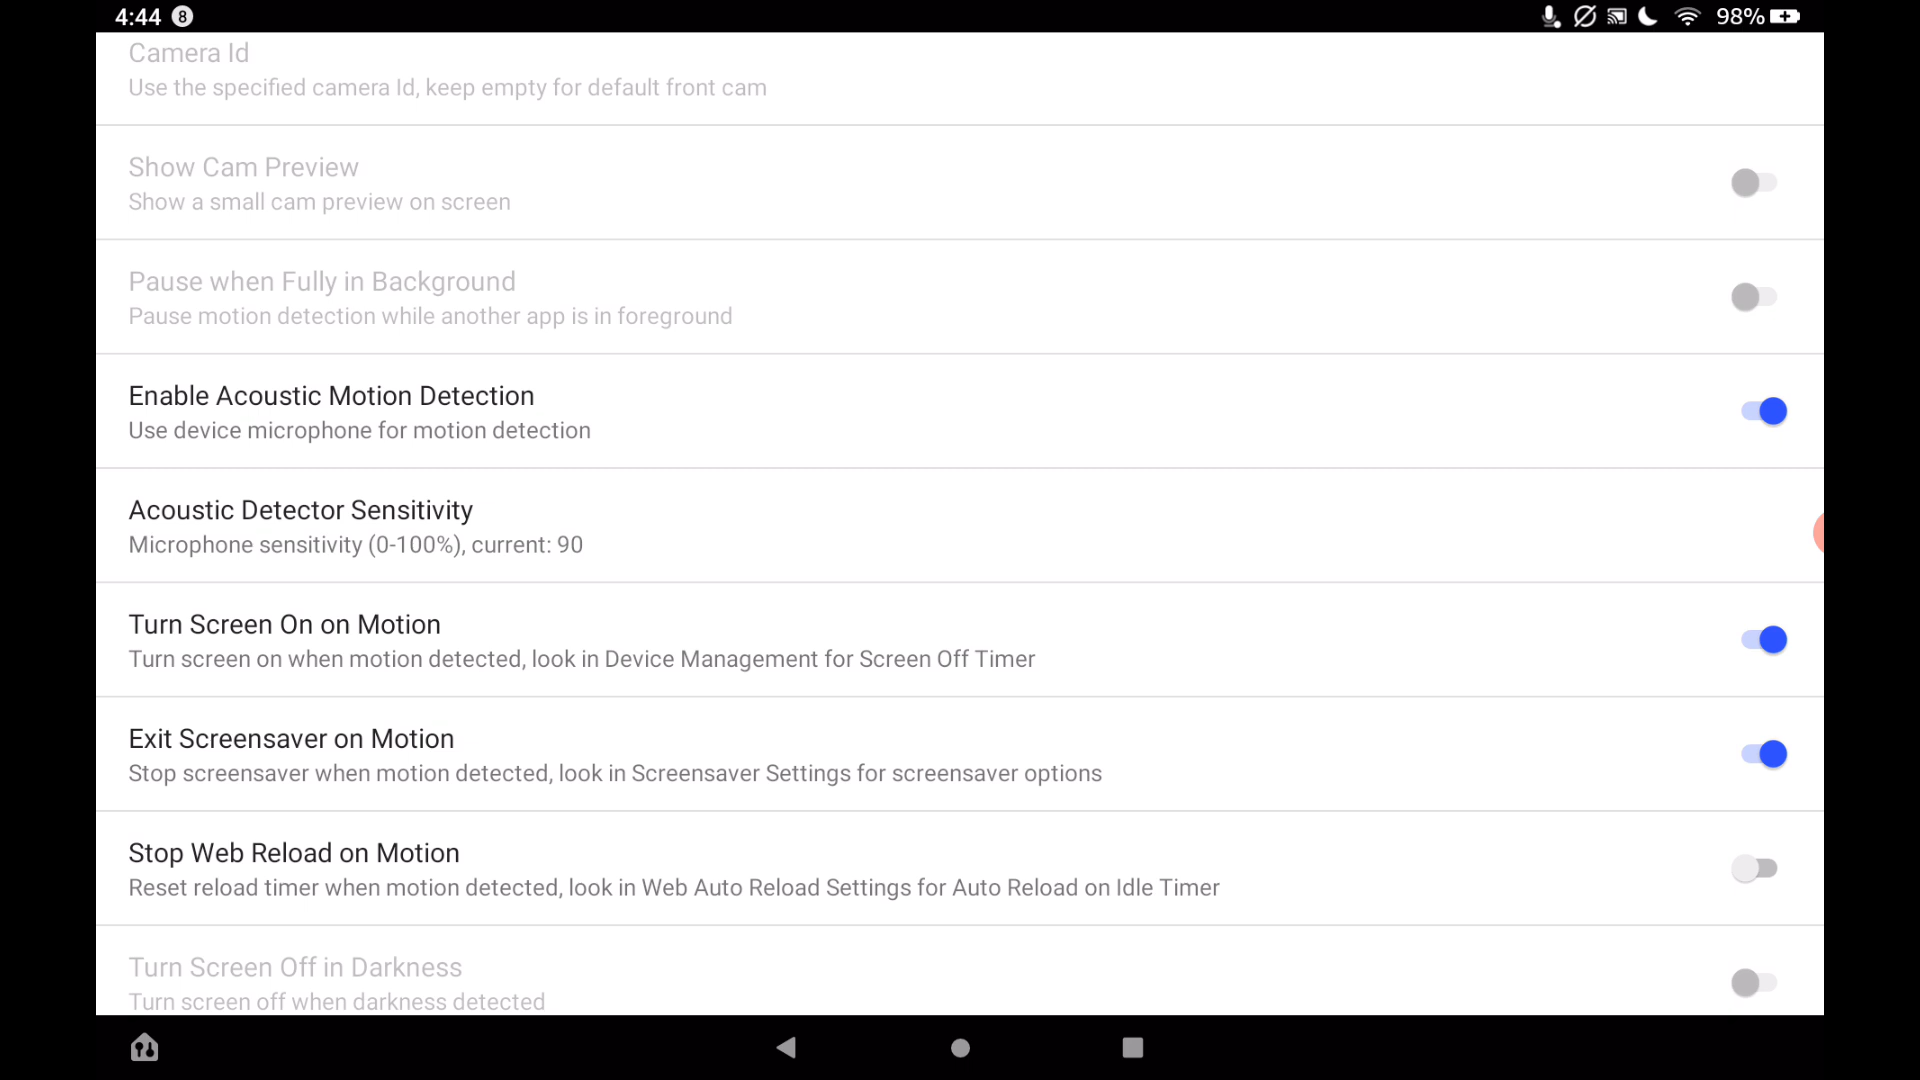 4:44 8 98%
Camera Id
Use the specified camera Id, keep empty for default front cam
Show Cam Preview
Show a small cam preview on screen
Pause when Fully in Background
Pause motion detection while another app is in foreground
Enable Acoustic Motion Detection
Use device microphone for motion detection
Acoustic Detector Sensitivity
Microphone sensitivity (0-100%), current: 90
Turn Screen On on Motion
Turn screen on when motion detected, look in Device Management for Screen Off Timer
Exit Screensaver on Motion
Stop screensaver when motion detected, look in Screensaver Settings for screensaver options
Stop Web Reload on Motion
Reset reload timer when motion detected, look in Web Auto Reload Settings for Auto Reload on Idle Timer
Turn Screen Off in Darkness
Turn screen off when darkness detected